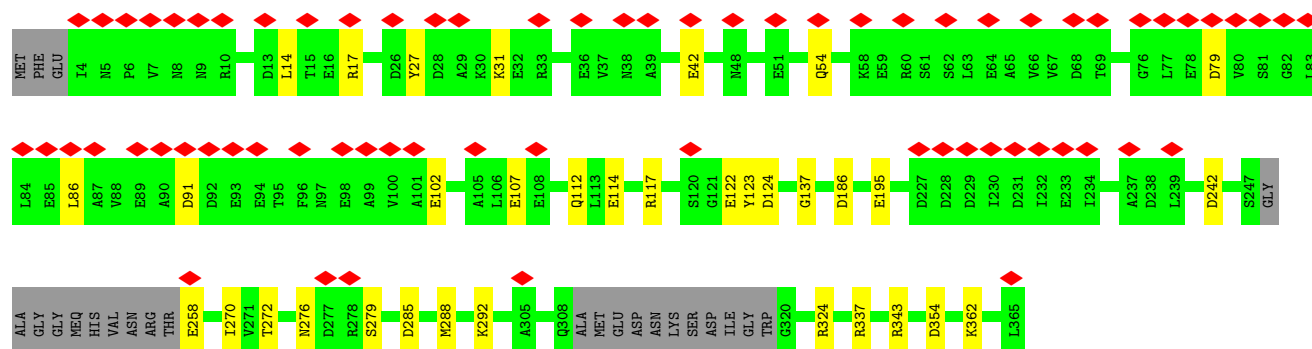 MET PHE GLU I4 N5 P6 V7 N8 N9 R10 D13 L14 T15 E16 R17 D26 Y27 D28 A29 K30 K31 E32 R33 E36 V37 N38 A39 E42 N48 E51 Q54 K58 E59 R60 S61 S62 L63 E64 A65 V66 V67 D68 T69 G76 L77 E78 D79 V80 S81 G82 L83
L84 E85 L86 A87 V88 E89 A90 D91 D92 E93 E94 T95 F96 N97 E98 A99 V100 A101 E102 A105 L106 E107 E108 Q112 L113 E114 R117 S120 G121 E122 Y123 D124 G137 D186 E195 D227 D228 D229 I230 D231 I232 E233 I234 A237 D238 L239 D242 S247 GLY
ALA GLY GLY MEQ HIS VAL ASN ARG THR E258 I270 V271 T272 N276 D277 R278 S279 D285 M288 K292 A305 Q308 ALA MET GLU ASP ASN LYS SER ASP ILE GLY TRP G320 R324 R337 R343 D354 K362 L365